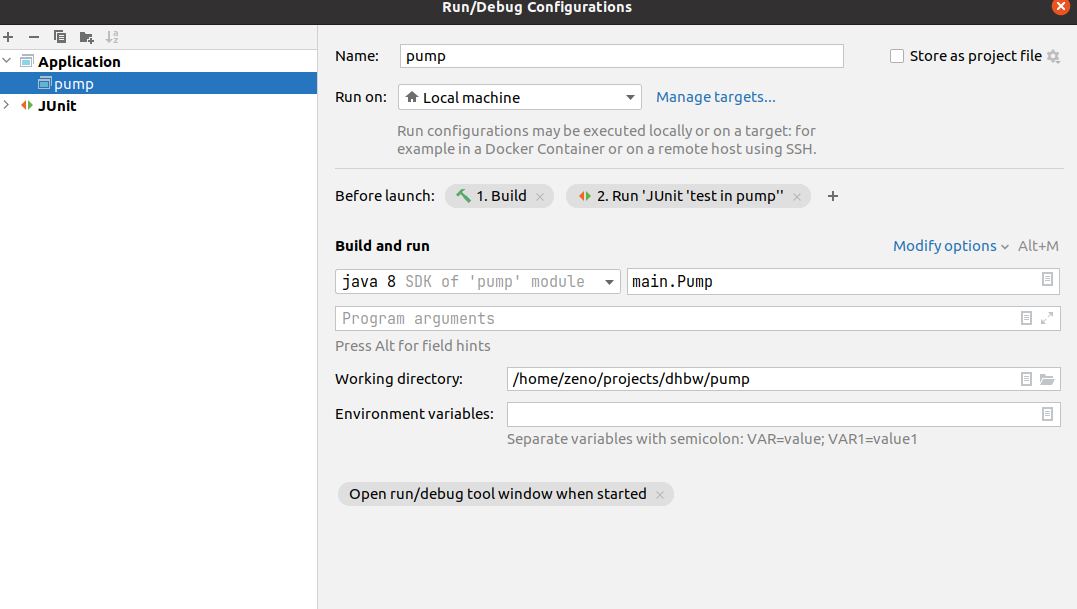 Run/Debug Configurations
Application
pump
JUnit
Name: pump Store as project file
Run on: Local machine Manage targets...
Run configurations may be executed locally or on a target: for
example in a Docker Container or on a remote host using SSH.
Before launch: 1. Build 2. Run 'JUnit 'test in pump''
Build and run Modify options Alt+M
java 8 SDK of 'pump' module main.Pump
Program arguments
Press Alt for field hints
Working directory: /home/zeno/projects/dhbw/pump
Environment variables:
Separate variables with semicolon: VAR=value; VAR1=value1
Open run/debug tool window when started